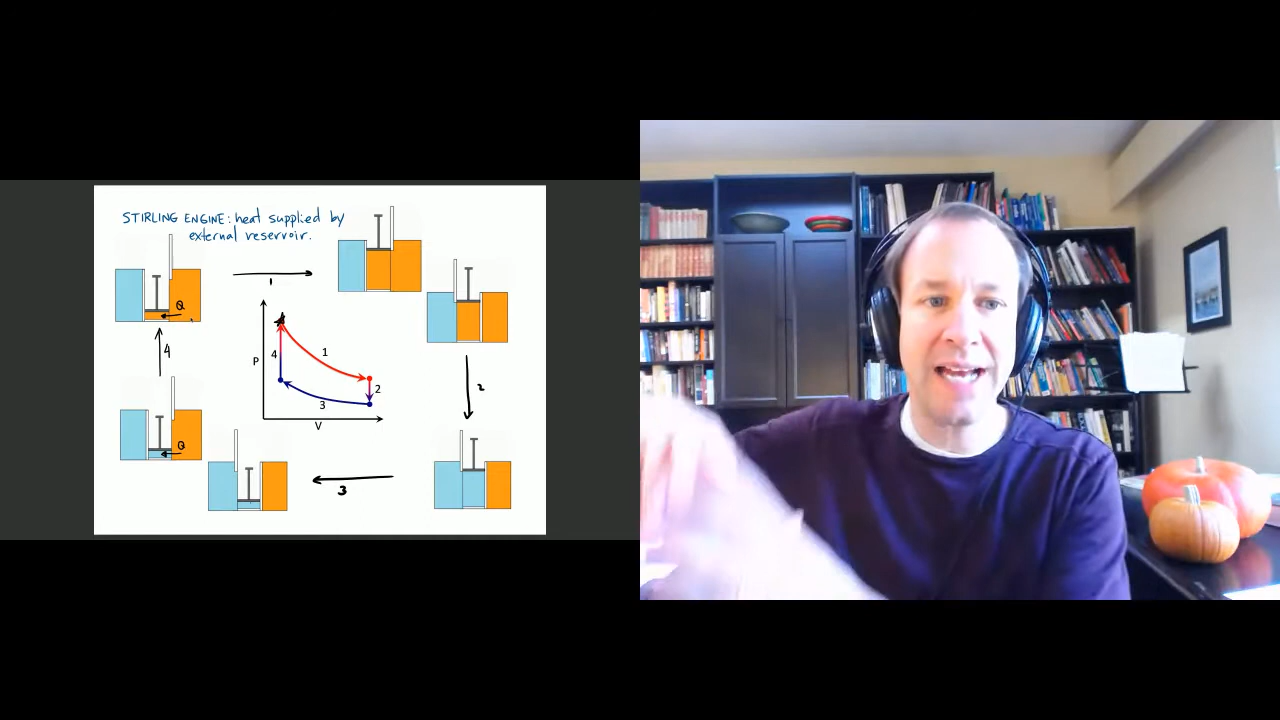 STIRLING ENGINE: heat supplied by
external reservoir.
1
Q
P
4
1
2
3
V
2
4
Q
3